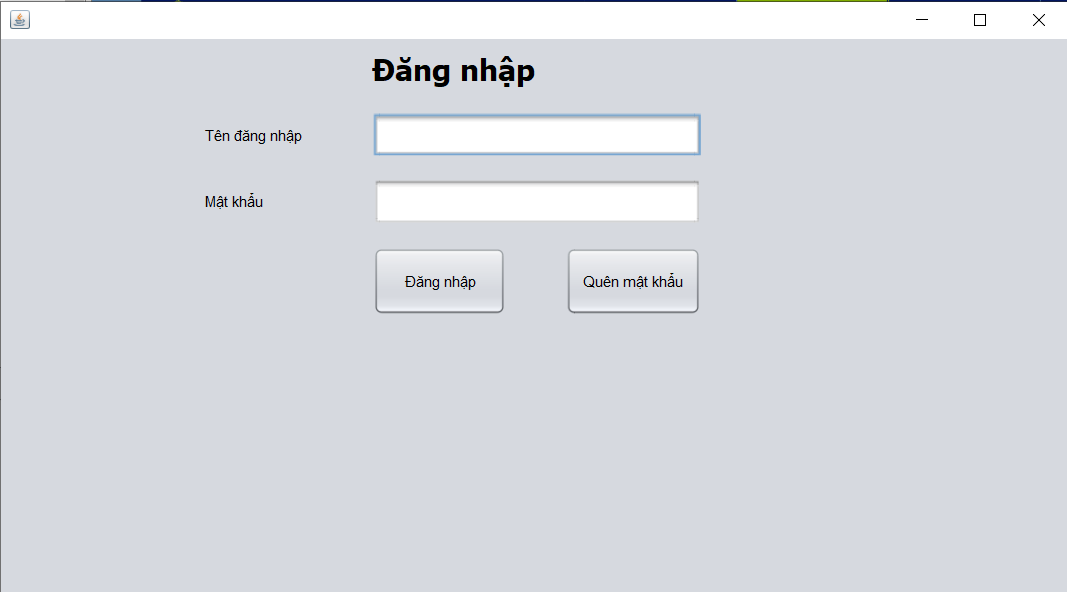 Đăng nhập
Tên đăng nhập
Mật khẩu
Đăng nhập
Quên mật khẩu